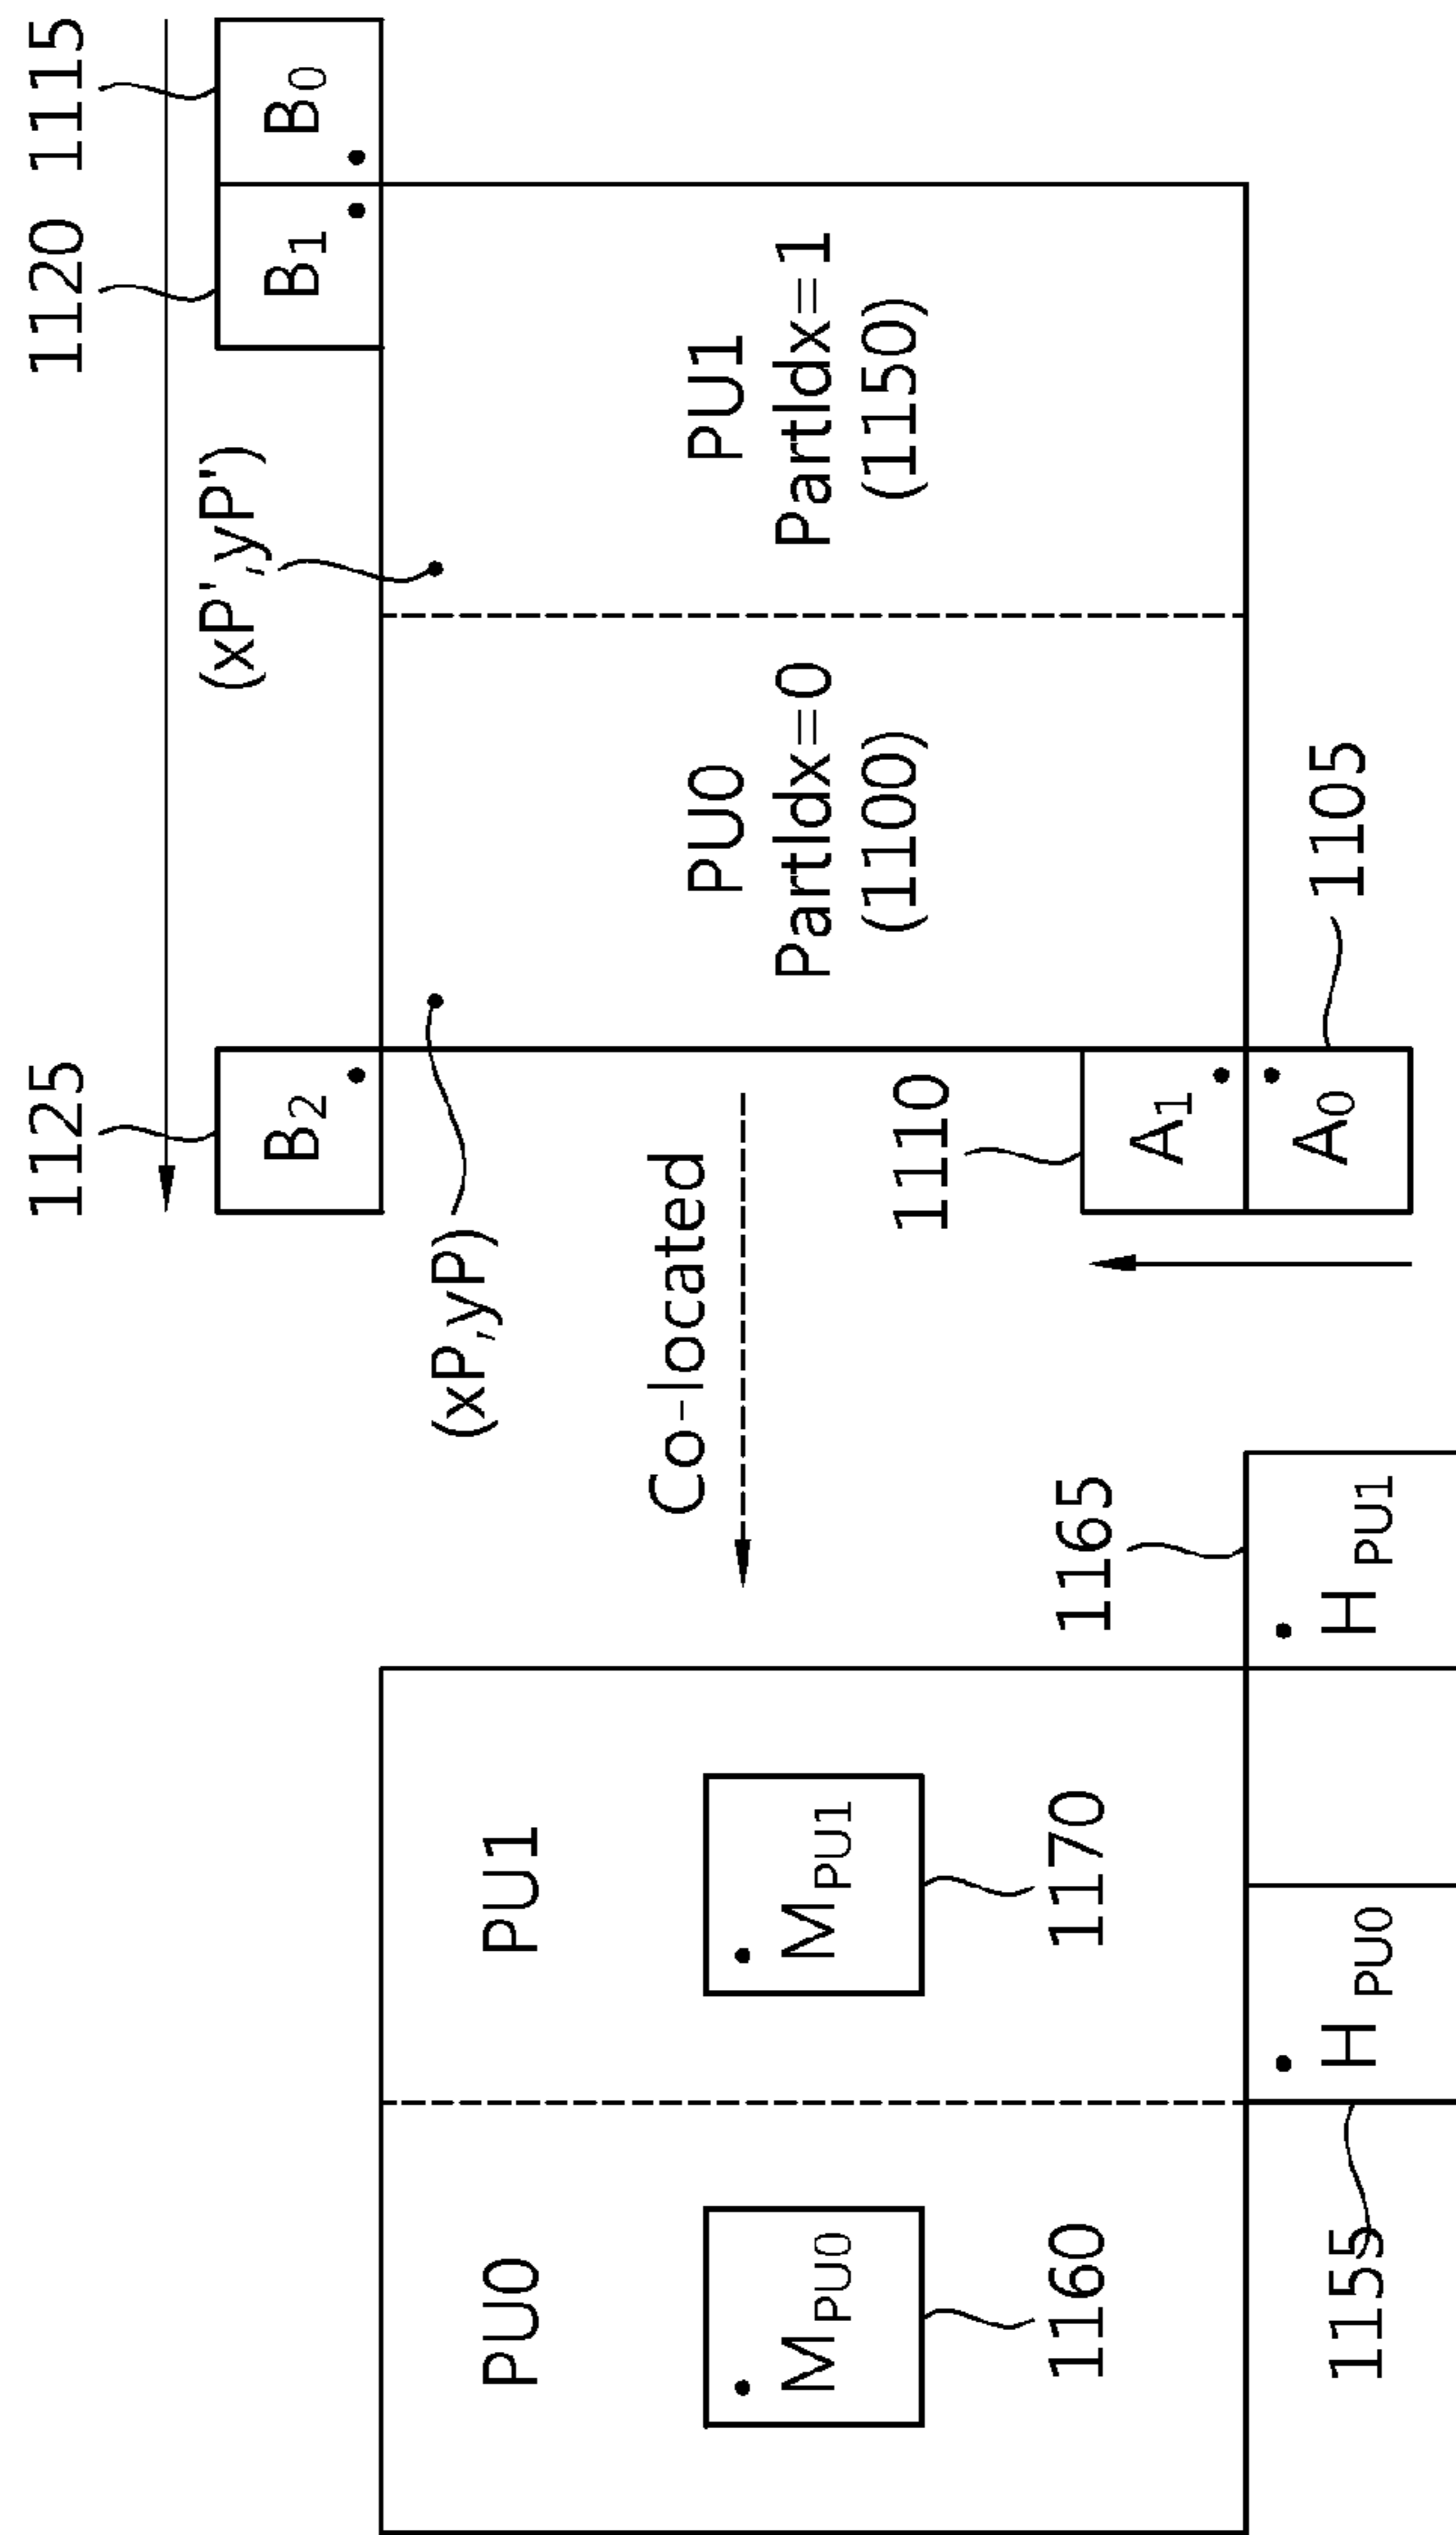 1125
1120
1115
B2
B1
B0
(xP',yP')
(xP,yP)
PU0
PartIdx=0
(1100)
PU1
PartIdx=1
(1150)
Co-located
1110
A1
A0
1105
PU0
PU1
MPU0
MPU1
1160
1170
1165
HPU0
HPU1
1155